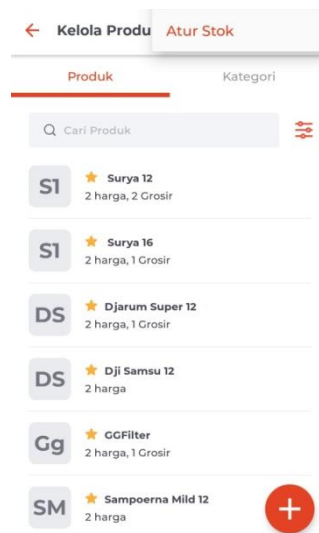 Kelola Produ
Atur Stok
Produk
Kategori
Cari Produk
S1
Surya 12
2 harga, 2 Grosir
S1
Surya 16
2 harga, 1 Grosir
DS
Djarum Super 12
2 harga, 1 Grosir
DS
Dji Samsu 12
2 harga
Gg
GGFilter
2 harga, 1 Grosir
SM
Sampoerna Mild 12
2 harga